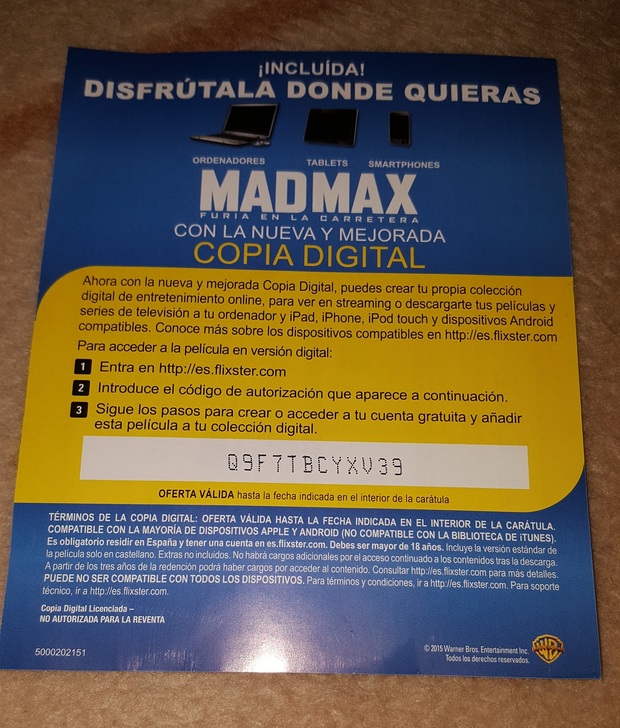 ¡INCLUÍDA!
DISFRÚTALA DONDE QUIERAS
ORDENADORES TABLETS SMARTPHONES
MADMAX
FURIA EN LA CARRETERA
CON LA NUEVA Y MEJORADA
COPIA DIGITAL
Ahora con la nueva y mejorada Copia Digital, puedes crear tu propia colección
digital de entretenimiento online, para ver en streaming o descargarte tus películas y
series de televisión a tu ordenador y iPad, iPhone, iPod touch y dispositivos Android
compatibles. Conoce más sobre los dispositivos compatibles en http://es.flixster.com
Para acceder a la película en versión digital:
1 Entra en http://es.flixster.com
2 Introduce el código de autorización que aparece a continuación.
3 Sigue los pasos para crear o acceder a tu cuenta gratuita y añadir
esta película a tu colección digital.
Q9F7TBCYXV39
OFERTA VÁLIDA hasta la fecha indicada en el interior de la carátula
TÉRMINOS DE LA COPIA DIGITAL: OFERTA VÁLIDA HASTA LA FECHA INDICADA EN EL INTERIOR DE LA CARÁTULA.
COMPATIBLE CON LA MAYORÍA DE DISPOSITIVOS APPLE Y ANDROID (NO COMPATIBLE CON LA BIBLIOTECA DE iTUNES).
Es obligatorio residir en España y tener una cuenta en es.flixster.com. Debes ser mayor de 18 años. Incluye la versión estándar de
la película solo en castellano. Extras no incluidos. No habrá cargos adicionales por el acceso continuado a los contenidos tras la descarga.
A partir de los tres años de la redención podrá haber cargos por acceder al contenido. Consultar http://es.flixster.com para más detalles.
PUEDE NO SER COMPATIBLE CON TODOS LOS DISPOSITIVOS. Para términos y condiciones, ir a http://es.flixster.com. Para soporte
técnico, ir a http://es.flixster.com.
Copia Digital Licenciada –
NO AUTORIZADA PARA LA REVENTA
5000202151
© 2015 Warner Bros. Entertainment Inc.
Todos los derechos reservados.
WB